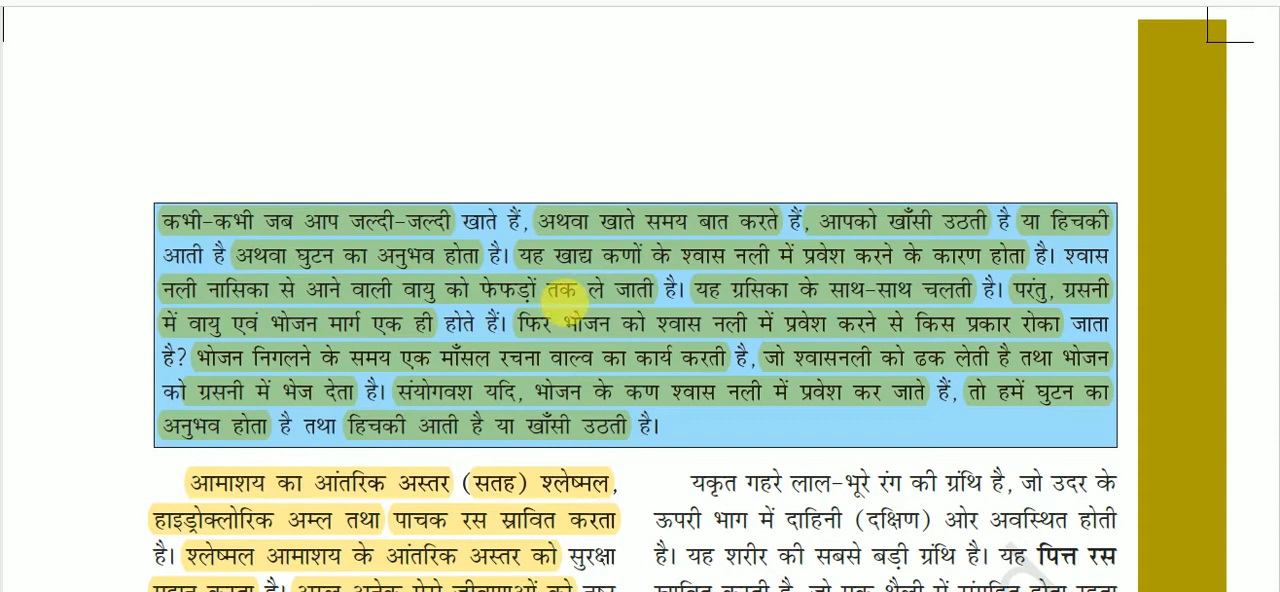 कभी-कभी जब आप जल्दी-जल्दी खाते हैं, अथवा खाते समय बात करते हैं, आपको खाँसी उठती है या हिचकी
आती है अथवा घुटन का अनुभव होता है। यह खाद्य कणों के श्वास नली में प्रवेश करने के कारण होता है। श्वास
नली नासिका से आने वाली वायु को फेफड़ों तक ले जाती है। यह ग्रसिका के साथ-साथ चलती है। परंतु, ग्रसनी
में वायु एवं भोजन मार्ग एक ही होते हैं। फिर भोजन को श्वास नली में प्रवेश करने से किस प्रकार रोका जाता
है? भोजन निगलने के समय एक माँसल रचना वाल्व का कार्य करती है, जो श्वासनली को ढक लेती है तथा भोजन
को ग्रसनी में भेज देता है। संयोगवश यदि, भोजन के कण श्वास नली में प्रवेश कर जाते हैं, तो हमें घुटन का
अनुभव होता है तथा हिचकी आती है या खाँसी उठती है।
आमाशय का आंतरिक अस्तर (सतह) श्लेष्मल,
हाइड्रोक्लोरिक अम्ल तथा पाचक रस स्रावित करता
है। श्लेष्मल आमाशय के आंतरिक अस्तर को सुरक्षा
यकृत गहरे लाल-भूरे रंग की ग्रंथि है, जो उदर के
ऊपरी भाग में दाहिनी (दक्षिण) ओर अवस्थित होती
है। यह शरीर की सबसे बड़ी ग्रंथि है। यह पित्त रस